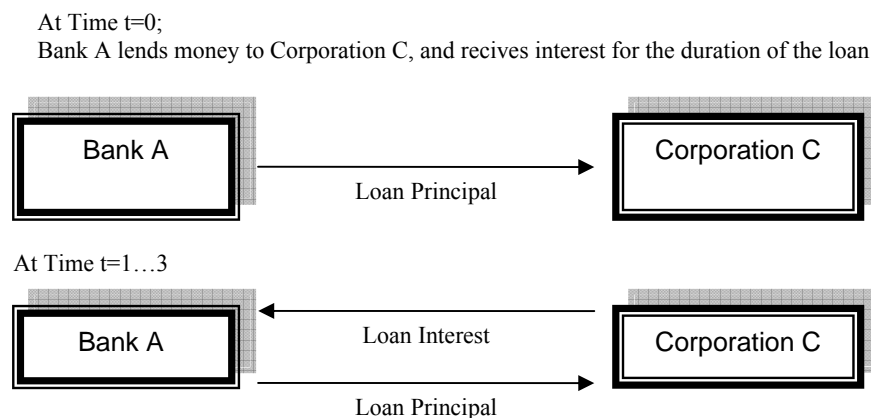 At Time t=0;
Bank A lends money to Corporation C, and recives interest for the duration of the loan
Bank A
Corporation C
Loan Principal
At Time t=1…3
Bank A
Loan Interest
Corporation C
Loan Principal